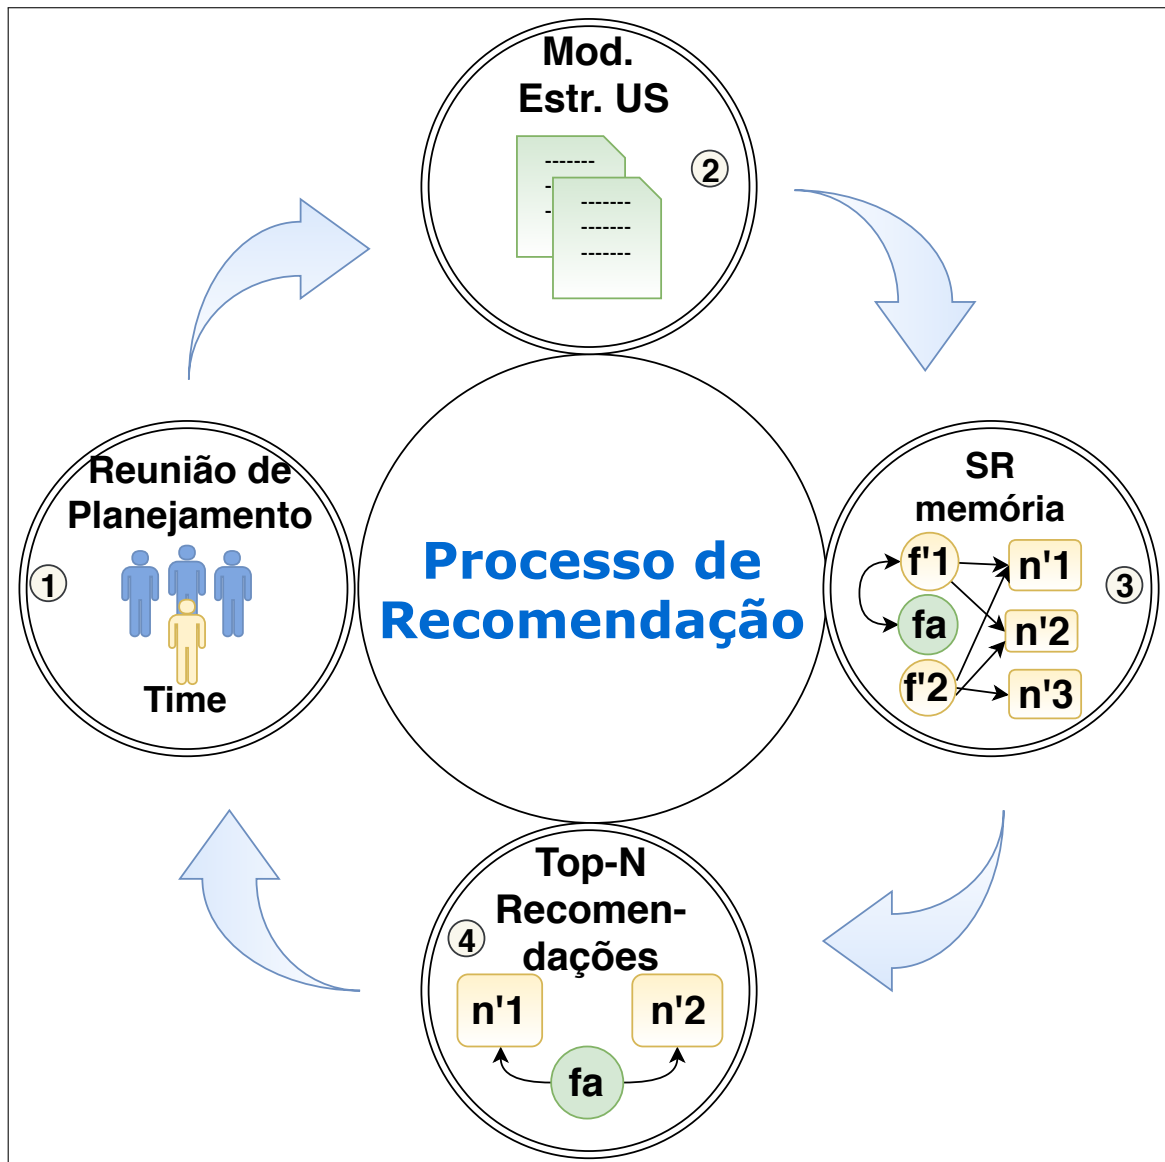 Mod.
Estr. US
-------
-
-
-------
-------
-------
2
Reunião de
Planejamento
1
Time
Processo de
Recomendação
SR
memória
f'1
n'1
3
fa
n'2
f'2
n'3
Top-N
Recomen-
dações
4
n'1
n'2
fa